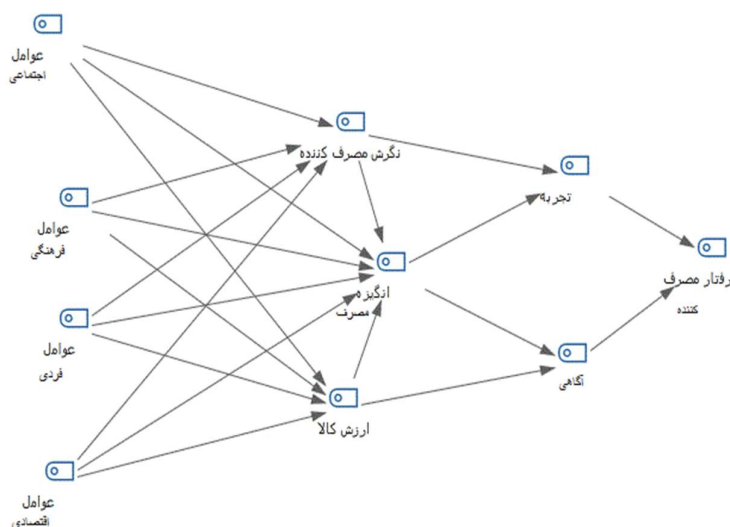 عوامل
اجتماعی
نگرش مصرف کننده
تجربه
عوامل
فرهنگی
رفتار مصرف
کننده
انگیزه
مصرف
عوامل
فردی
آگاهی
ارزش کالا
عوامل
اقتصادی